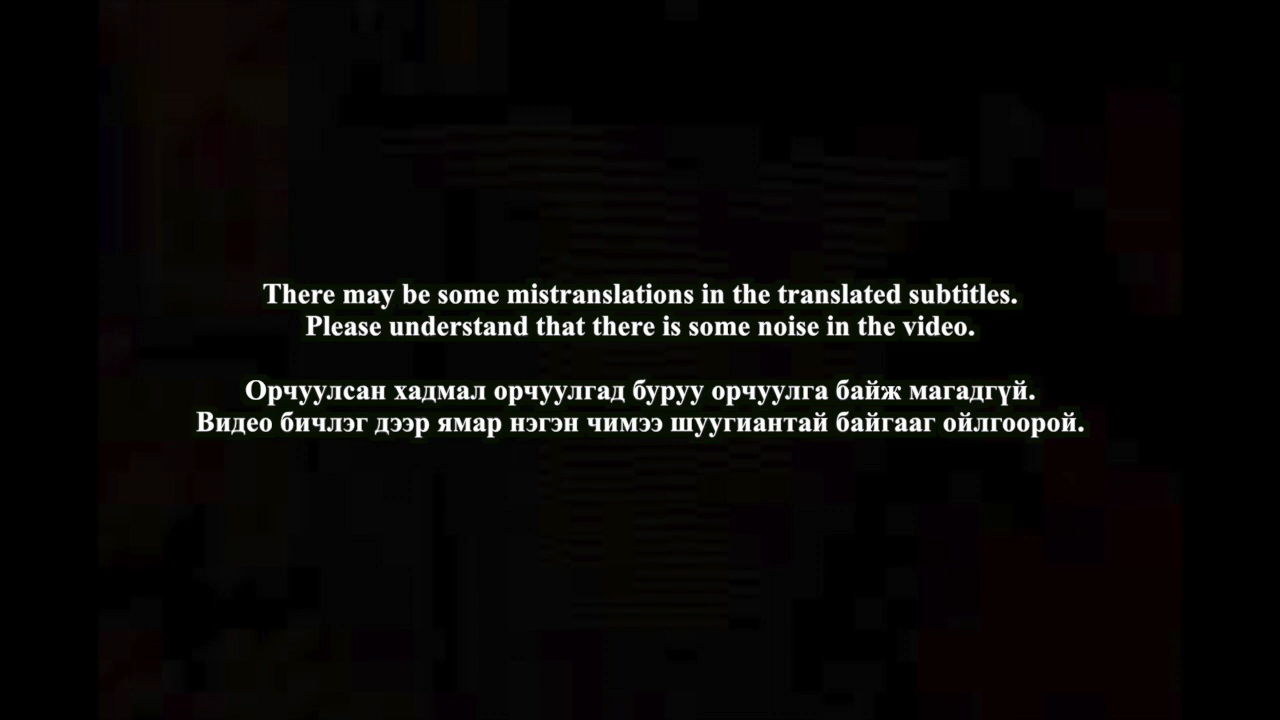 There may be some mistranslations in the translated subtitles.
Please understand that there is some noise in the video.
Орчуулсан хадмал орчуулгад буруу орчуулга байж магадгүй.
Видео бичлэг дээр ямар нэгэн чимээ шуугиантай байгааг ойлгоорой.